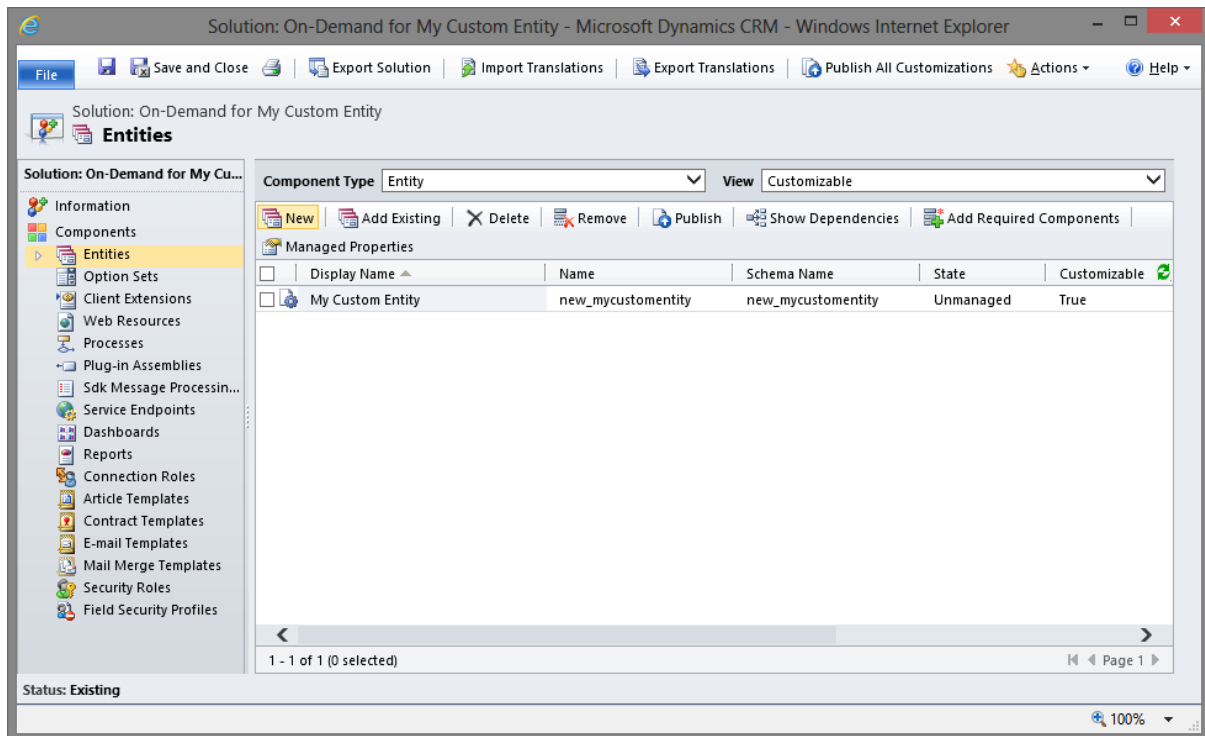 Solution: On-Demand for My Custom Entity - Microsoft Dynamics CRM - Windows Internet Explorer
File Save and Close Export Solution Import Translations Export Translations Publish All Customizations Actions Help
Solution: On-Demand for My Custom Entity
Entities
Solution: On-Demand for My Cu...
Information
Components
Entities
Option Sets
Client Extensions
Web Resources
Processes
Plug-in Assemblies
Sdk Message Processin...
Service Endpoints
Dashboards
Reports
Connection Roles
Article Templates
Contract Templates
E-mail Templates
Mail Merge Templates
Security Roles
Field Security Profiles
Component Type Entity View Customizable
New Add Existing Delete Remove Publish Show Dependencies Add Required Components
Managed Properties
Display Name Name Schema Name State Customizable
My Custom Entity new_mycustomentity new_mycustomentity Unmanaged True
1 - 1 of 1 (0 selected) Page 1
Status: Existing
100%